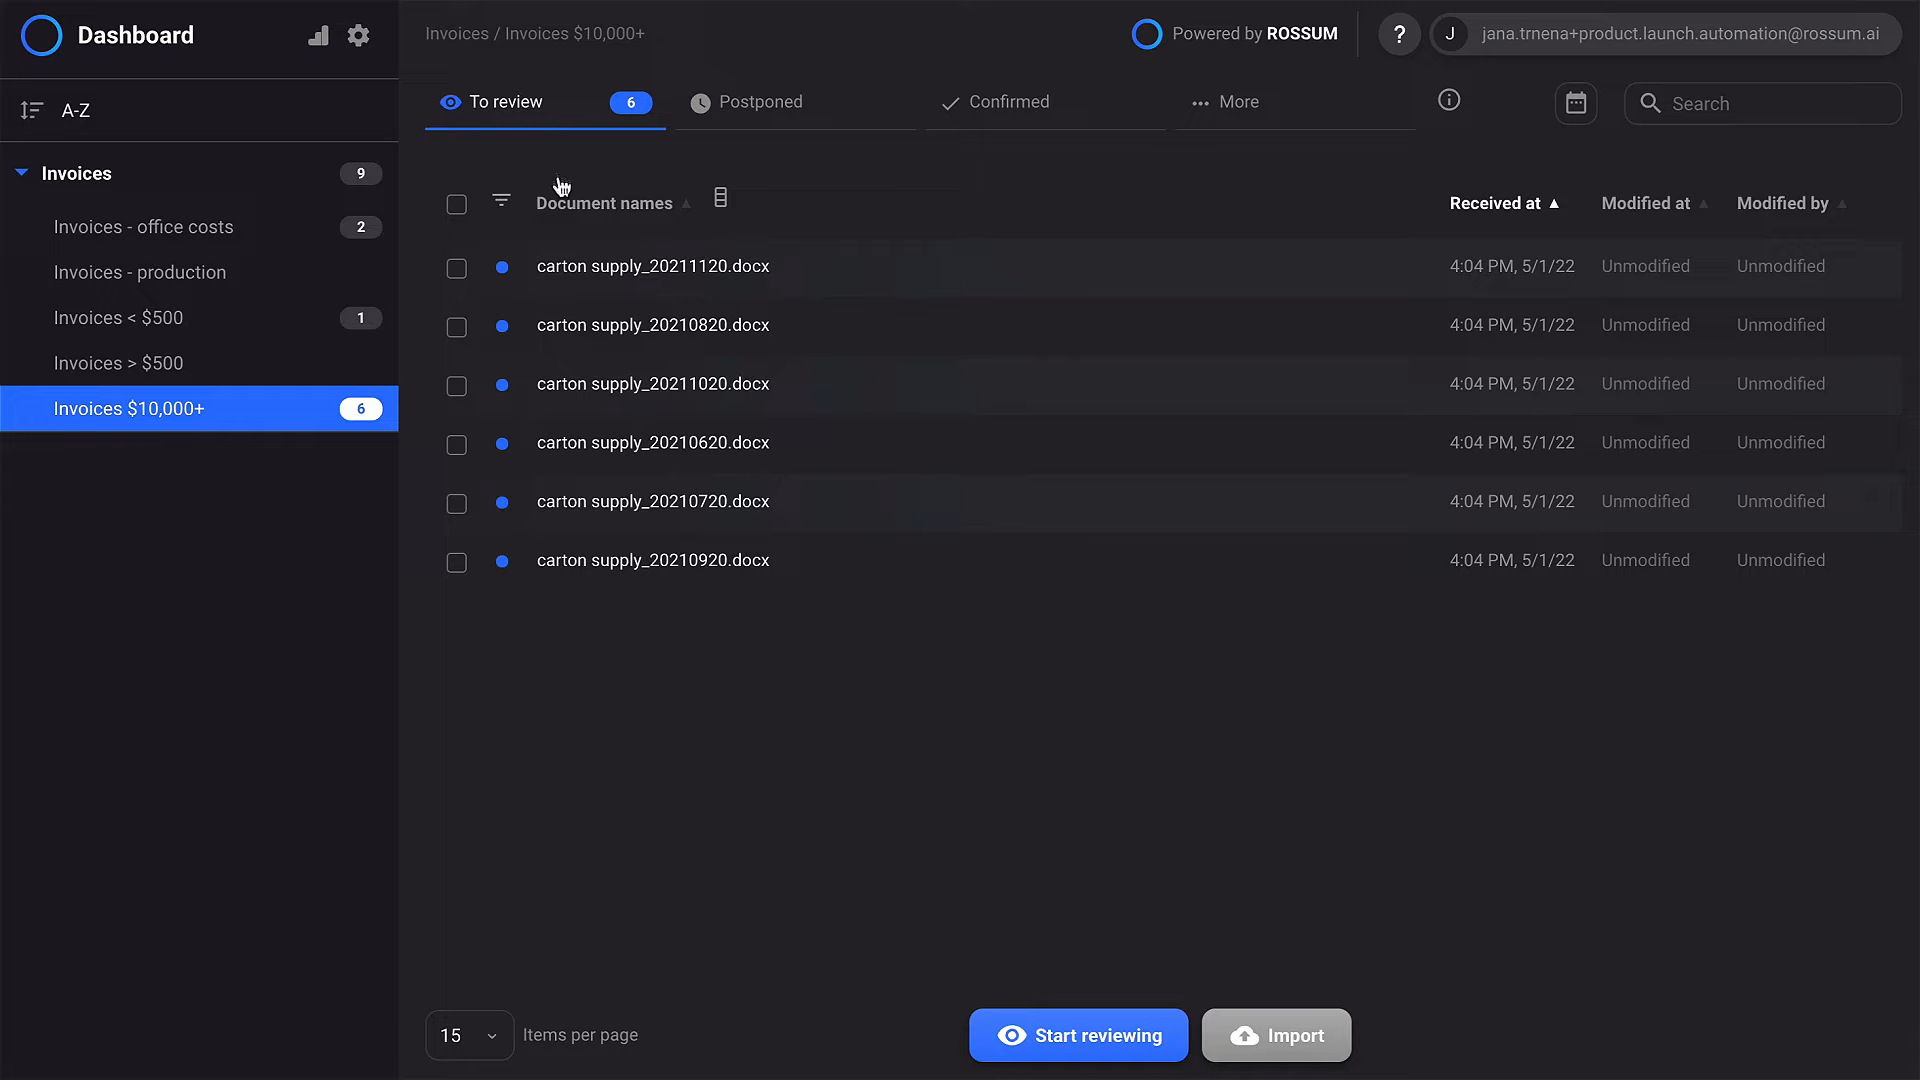 Dashboard
Invoices / Invoices $10,000+
Powered by ROSSUM
?
J
jana.trnena+product.launch.automation@rossum.ai
A-Z
To review
6
Postponed
Confirmed
More
Search
Invoices
9
Invoices - office costs
2
Invoices - production
Invoices < $500
1
Invoices > $500
Invoices $10,000+
6
Document names
Received at
Modified at
Modified by
carton supply_20211120.docx
4:04 PM, 5/1/22
Unmodified
Unmodified
carton supply_20210820.docx
4:04 PM, 5/1/22
Unmodified
Unmodified
carton supply_20211020.docx
4:04 PM, 5/1/22
Unmodified
Unmodified
carton supply_20210620.docx
4:04 PM, 5/1/22
Unmodified
Unmodified
carton supply_20210720.docx
4:04 PM, 5/1/22
Unmodified
Unmodified
carton supply_20210920.docx
4:04 PM, 5/1/22
Unmodified
Unmodified
15
Items per page
Start reviewing
Import